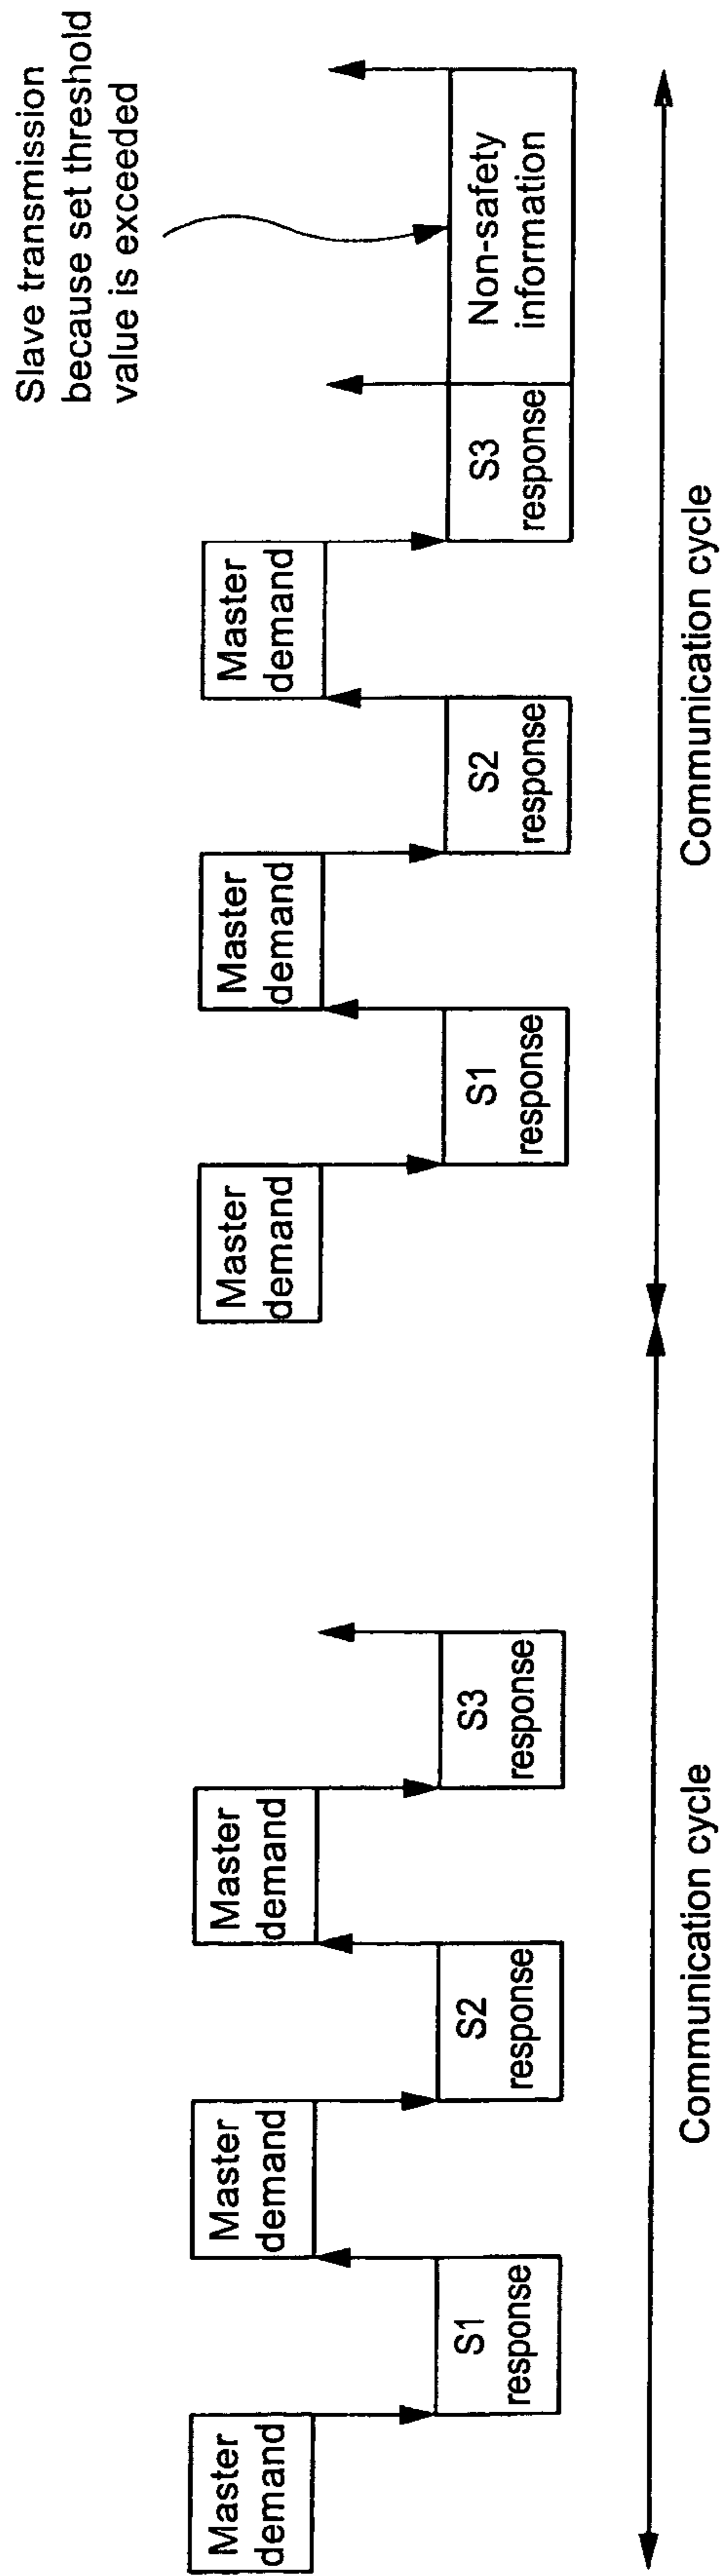 Slave transmission
because set threshold
value is exceeded
Master
demand
Master
demand
Master
demand
Master
demand
Master
demand
Master
demand
S1
response
S2
response
S3
response
S1
response
S2
response
S3
response
Non-safety
information
Communication cycle
Communication cycle